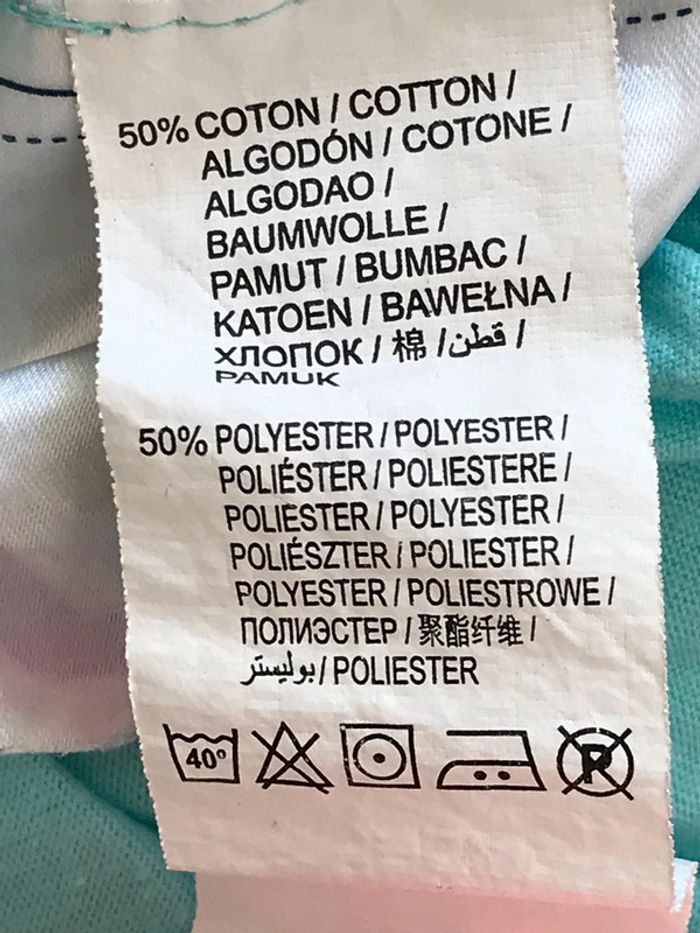 50% COTON / COTTON /
ALGODÓN / COTONE /
ALGODAO /
BAUMWOLLE /
PAMUT / BUMBAC /
KATOEN / BAWEŁNA /
ХЛОПОК / 棉 / قطن /
PAMUK
50% POLYESTER / POLYESTER /
POLIÉSTER / POLIESTERE /
POLIESTER / POLYESTER /
POLIÉSZTER / POLIESTER /
POLYESTER / POLIESTROWE /
ПОЛИЭСТЕР / 聚酯纤维 /
بوليستر / POLIESTER
40°
P